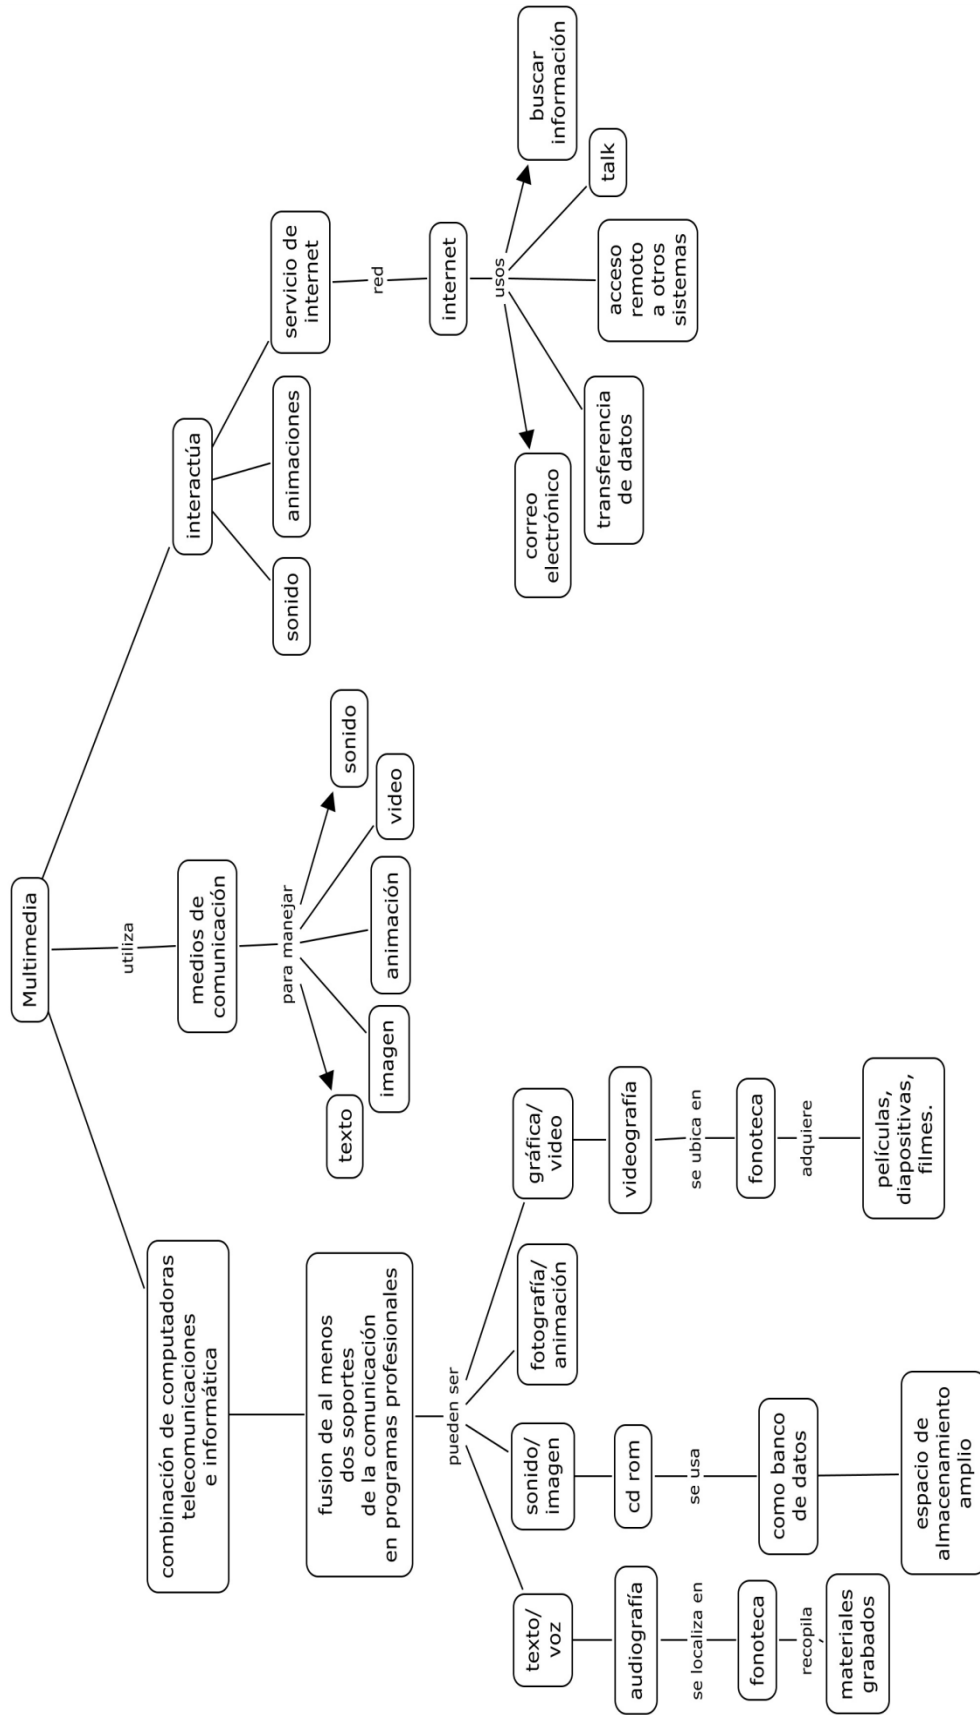 Multimedia
combinación de computadoras
telecomunicaciones
e informática
fusion de al menos
dos soportes
de la comunicación
en programas profesionales
pueden ser
texto/
voz
audiografía
se localiza en
fonoteca
recopila
materiales
grabados
sonido/
imagen
cd rom
se usa
como banco
de datos
espacio de
almacenamiento
amplio
fotografía/
animación
gráfica/
video
videografía
se ubica en
fonoteca
adquiere
películas,
diapositivas,
filmes.
utiliza
medios de
comunicación
para manejar
texto
imagen
animación
video
sonido
interactúa
sonido
animaciones
servicio de
internet
red
internet
usos
correo
electrónico
transferencia
de datos
acceso
remoto
a otros
sistemas
talk
buscar
información